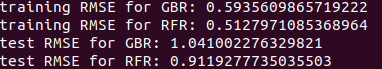 training RMSE for GBR: 0.5935609865719222
training RMSE for RFR: 0.5127971085368964
test RMSE for GBR: 1.041002276329821
test RMSE for RFR: 0.9119277735035503